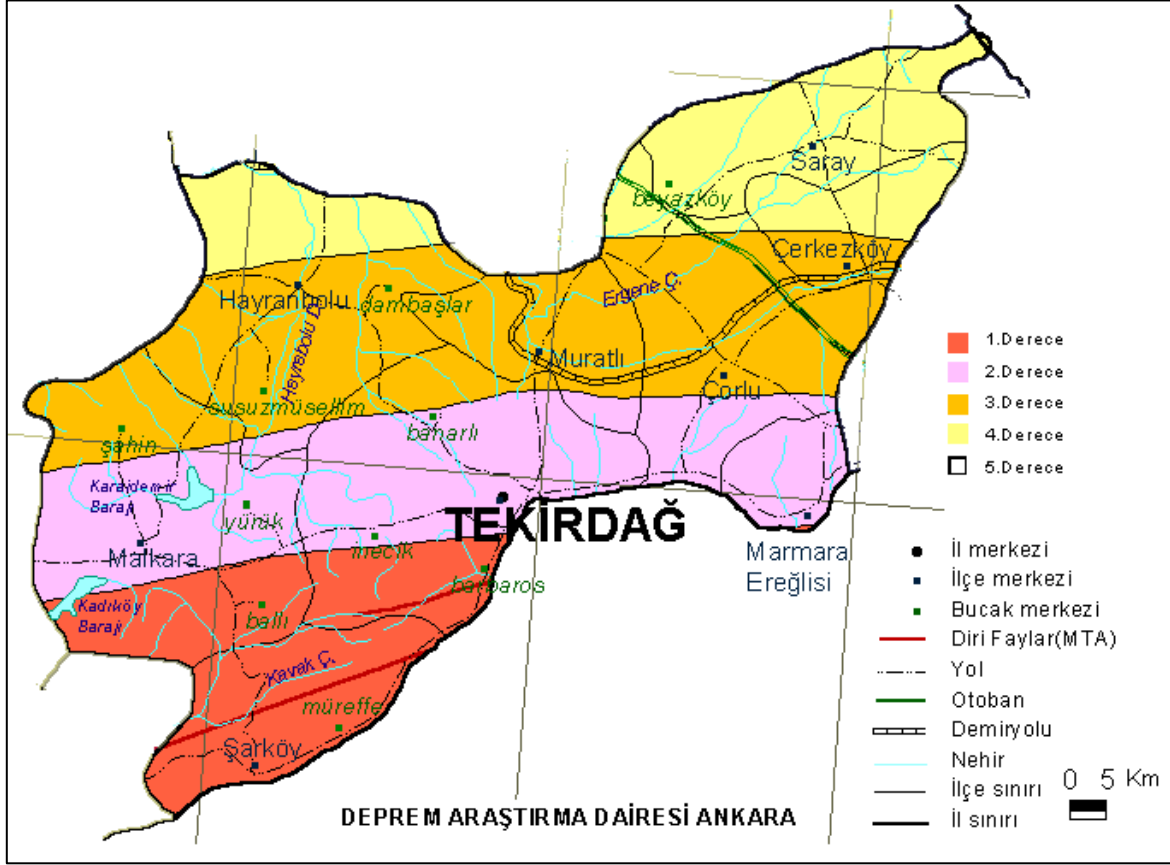 Saray
beyazköy
Çerkezköy
Hayranbolu
dambaşlar
Ergene Ç.
Hayrebolu D.
Muratlı
Çorlu
susuzmüsellim
banarlı
şahin
Karaidemir
Barajı
yürük
TEKİRDAĞ
Malkara
inecik
Marmara
Ereğlisi
barbaros
Kadıköy
Barajı
ballı
Kavak Ç.
müreffe
Şarköy
1.Derece
2.Derece
3.Derece
4.Derece
5.Derece
İl merkezi
İlçe merkezi
Bucak merkezi
Diri Faylar(MTA)
Yol
Otoban
Demiryolu
Nehir
İlçe sınırı
İl sınırı
0 5 Km
DEPREM ARAŞTIRMA DAİRESİ ANKARA